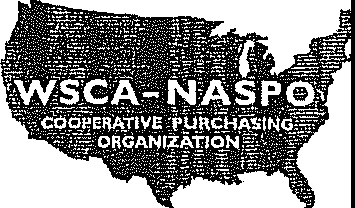 WSCA-NASPO
COOPERATIVE PURCHASING
ORGANIZATION